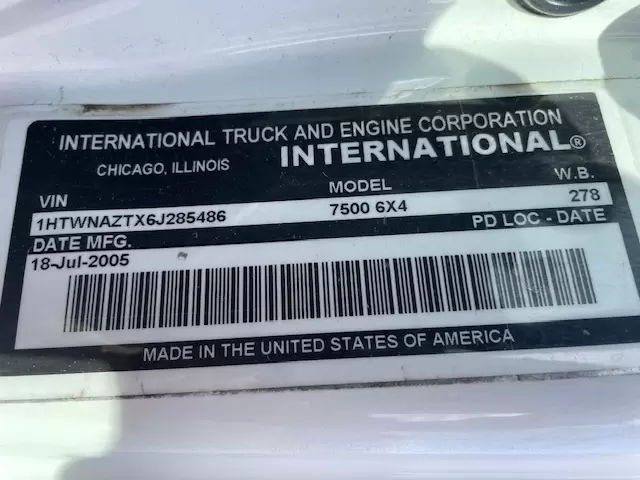 INTERNATIONAL TRUCK AND ENGINE CORPORATION
CHICAGO, ILLINOIS INTERNATIONAL®
VIN MODEL W.B.
1HTWNAZTX6J285486 7500 6X4 278
DATE MFG. PD LOC - DATE
18-Jul-2005
MADE IN THE UNITED STATES OF AMERICA